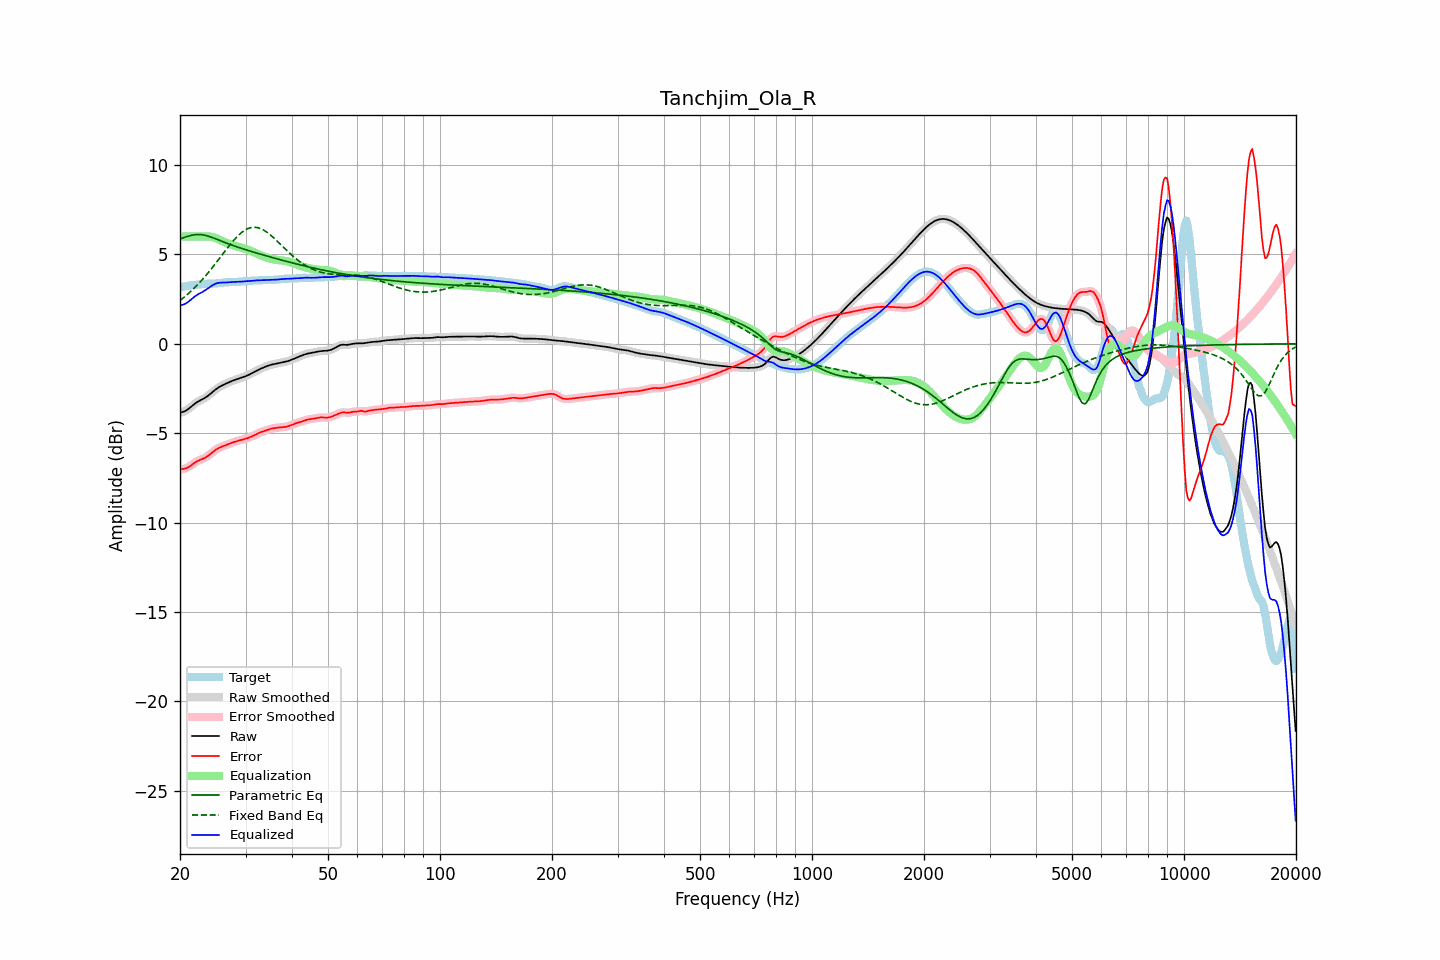 Tanchjim_Ola_R
10
5
0
−5
−10
−15
−20
−25
Amplitude (dBr)
Target
Raw Smoothed
Error Smoothed
Raw
Error
Equalization
Parametric Eq
Fixed Band Eq
Equalized
20 50 100 200 500 1000 2000 5000 10000 20000
Frequency (Hz)